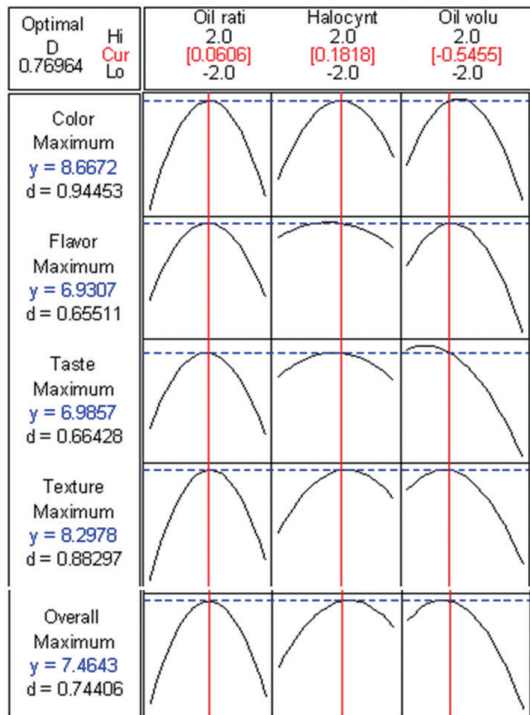 Optimal
D
0.76964
Hi
Cur
Lo
Oil rati
2.0
[0.0606]
-2.0
Halocynt
2.0
[0.1818]
-2.0
Oil volu
2.0
[-0.5455]
-2.0
Color
Maximum
y = 8.6672
d = 0.94453
Flavor
Maximum
y = 6.9307
d = 0.65511
Taste
Maximum
y = 6.9857
d = 0.66428
Texture
Maximum
y = 8.2978
d = 0.88297
Overall
Maximum
y = 7.4643
d = 0.74406